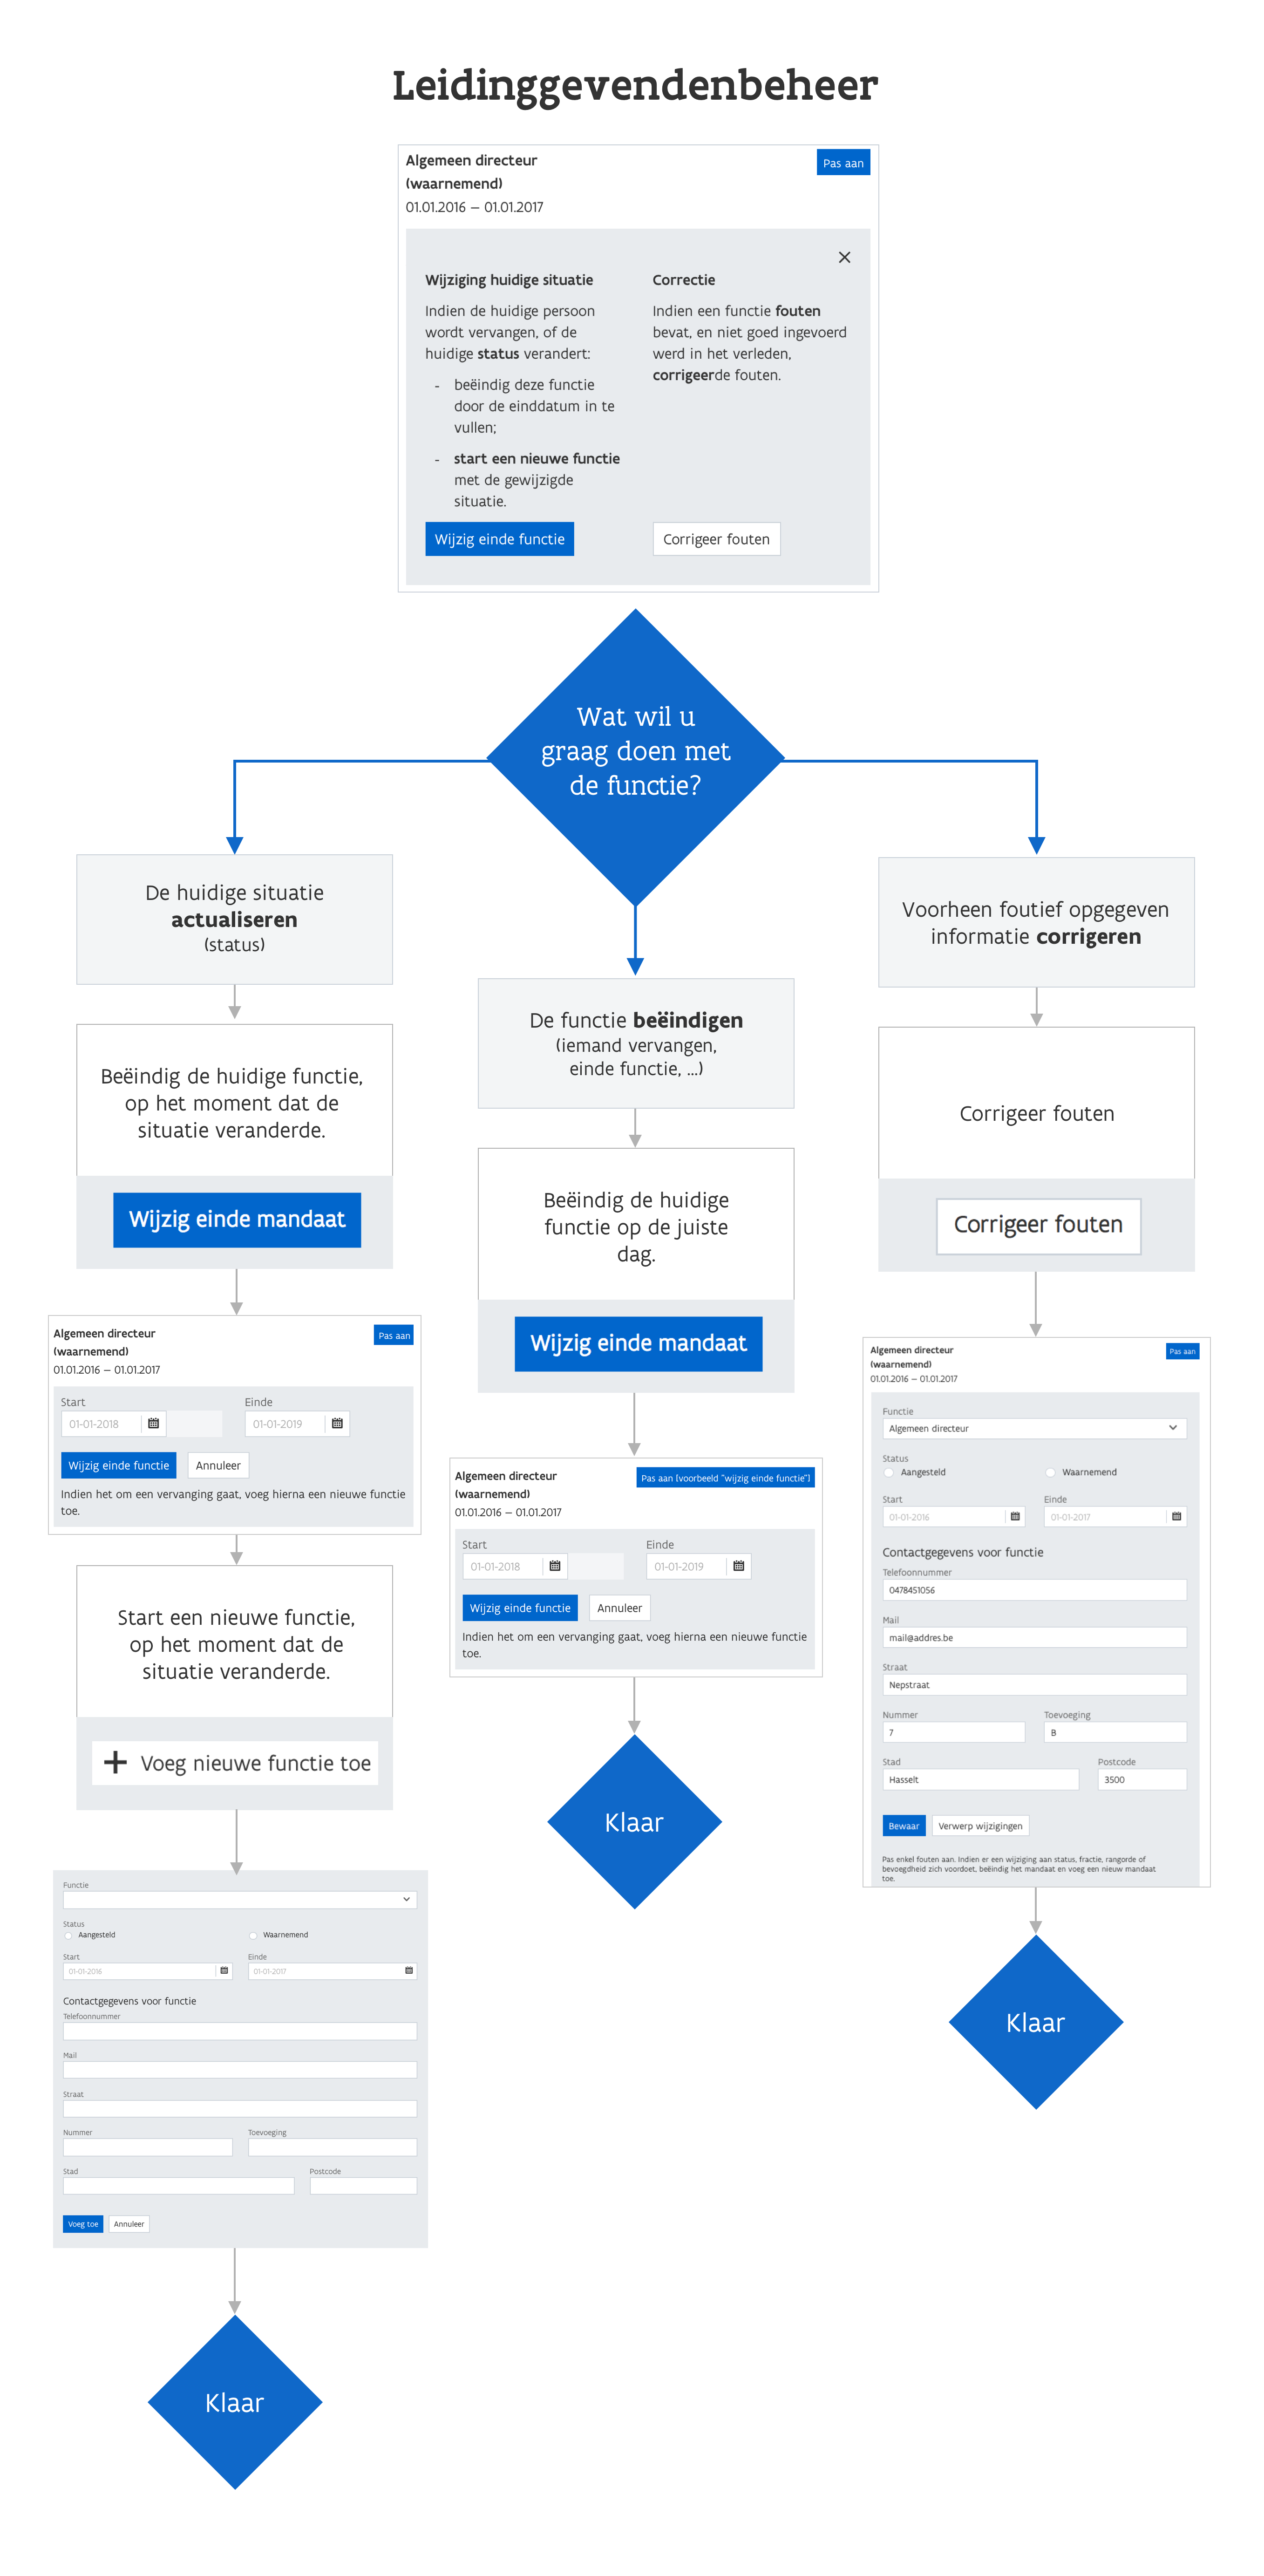 Leidinggevendenbeheer
Algemeen directeur
(waarnemend)
01.01.2016 – 01.01.2017
Pas aan
Wijziging huidige situatie
Indien de huidige persoon
wordt vervangen, of de
huidige status verandert:
- beëindig deze functie
door de einddatum in te
vullen;
- start een nieuwe functie
met de gewijzigde
situatie.
Wijzig einde functie
Correctie
Indien een functie fouten
bevat, en niet goed ingevoerd
werd in het verleden,
corrigeerde fouten.
Corrigeer fouten
Wat wil u
graag doen met
de functie?
De huidige situatie
actualiseren
(status)
Beëindig de huidige functie,
op het moment dat de
situatie veranderde.
Wijzig einde mandaat
Algemeen directeur
(waarnemend)
01.01.2016 – 01.01.2017
Pas aan
Start
Einde
01-01-2018
01-01-2019
Wijzig einde functie
Annuleer
Indien het om een vervanging gaat, voeg hierna een nieuwe functie
toe.
Start een nieuwe functie,
op het moment dat de
situatie veranderde.
+ Voeg nieuwe functie toe
Functie
Status
Aangesteld
Waarnemend
Start
Einde
01-01-2016
01-01-2017
Contactgegevens voor functie
Telefoonnummer
Mail
Straat
Nummer
Toevoeging
Stad
Postcode
Voeg toe
Annuleer
Klaar
De functie beëindigen
(iemand vervangen,
einde functie, ...)
Beëindig de huidige
functie op de juiste
dag.
Wijzig einde mandaat
Algemeen directeur
(waarnemend)
01.01.2016 – 01.01.2017
Pas aan [voorbeeld "wijzig einde functie"]
Start
Einde
01-01-2018
01-01-2019
Wijzig einde functie
Annuleer
Indien het om een vervanging gaat, voeg hierna een nieuwe functie
toe.
Klaar
Voorheen foutief opgegeven
informatie corrigeren
Corrigeer fouten
Corrigeer fouten
Algemeen directeur
(waarnemend)
01.01.2016 – 01.01.2017
Pas aan
Functie
Algemeen directeur
Status
Aangesteld
Waarnemend
Start
Einde
01-01-2016
01-01-2017
Contactgegevens voor functie
Telefoonnummer
0478451056
Mail
mail@addres.be
Straat
Nepstraat
Nummer
Toevoeging
7
B
Stad
Postcode
Hasselt
3500
Bewaar
Verwerp wijzigingen
Pas enkel fouten aan. Indien er een wijziging aan status, fractie, rangorde of
bevoegdheid zich voordoet, beëindig het mandaat en voeg een nieuw mandaat
toe.
Klaar